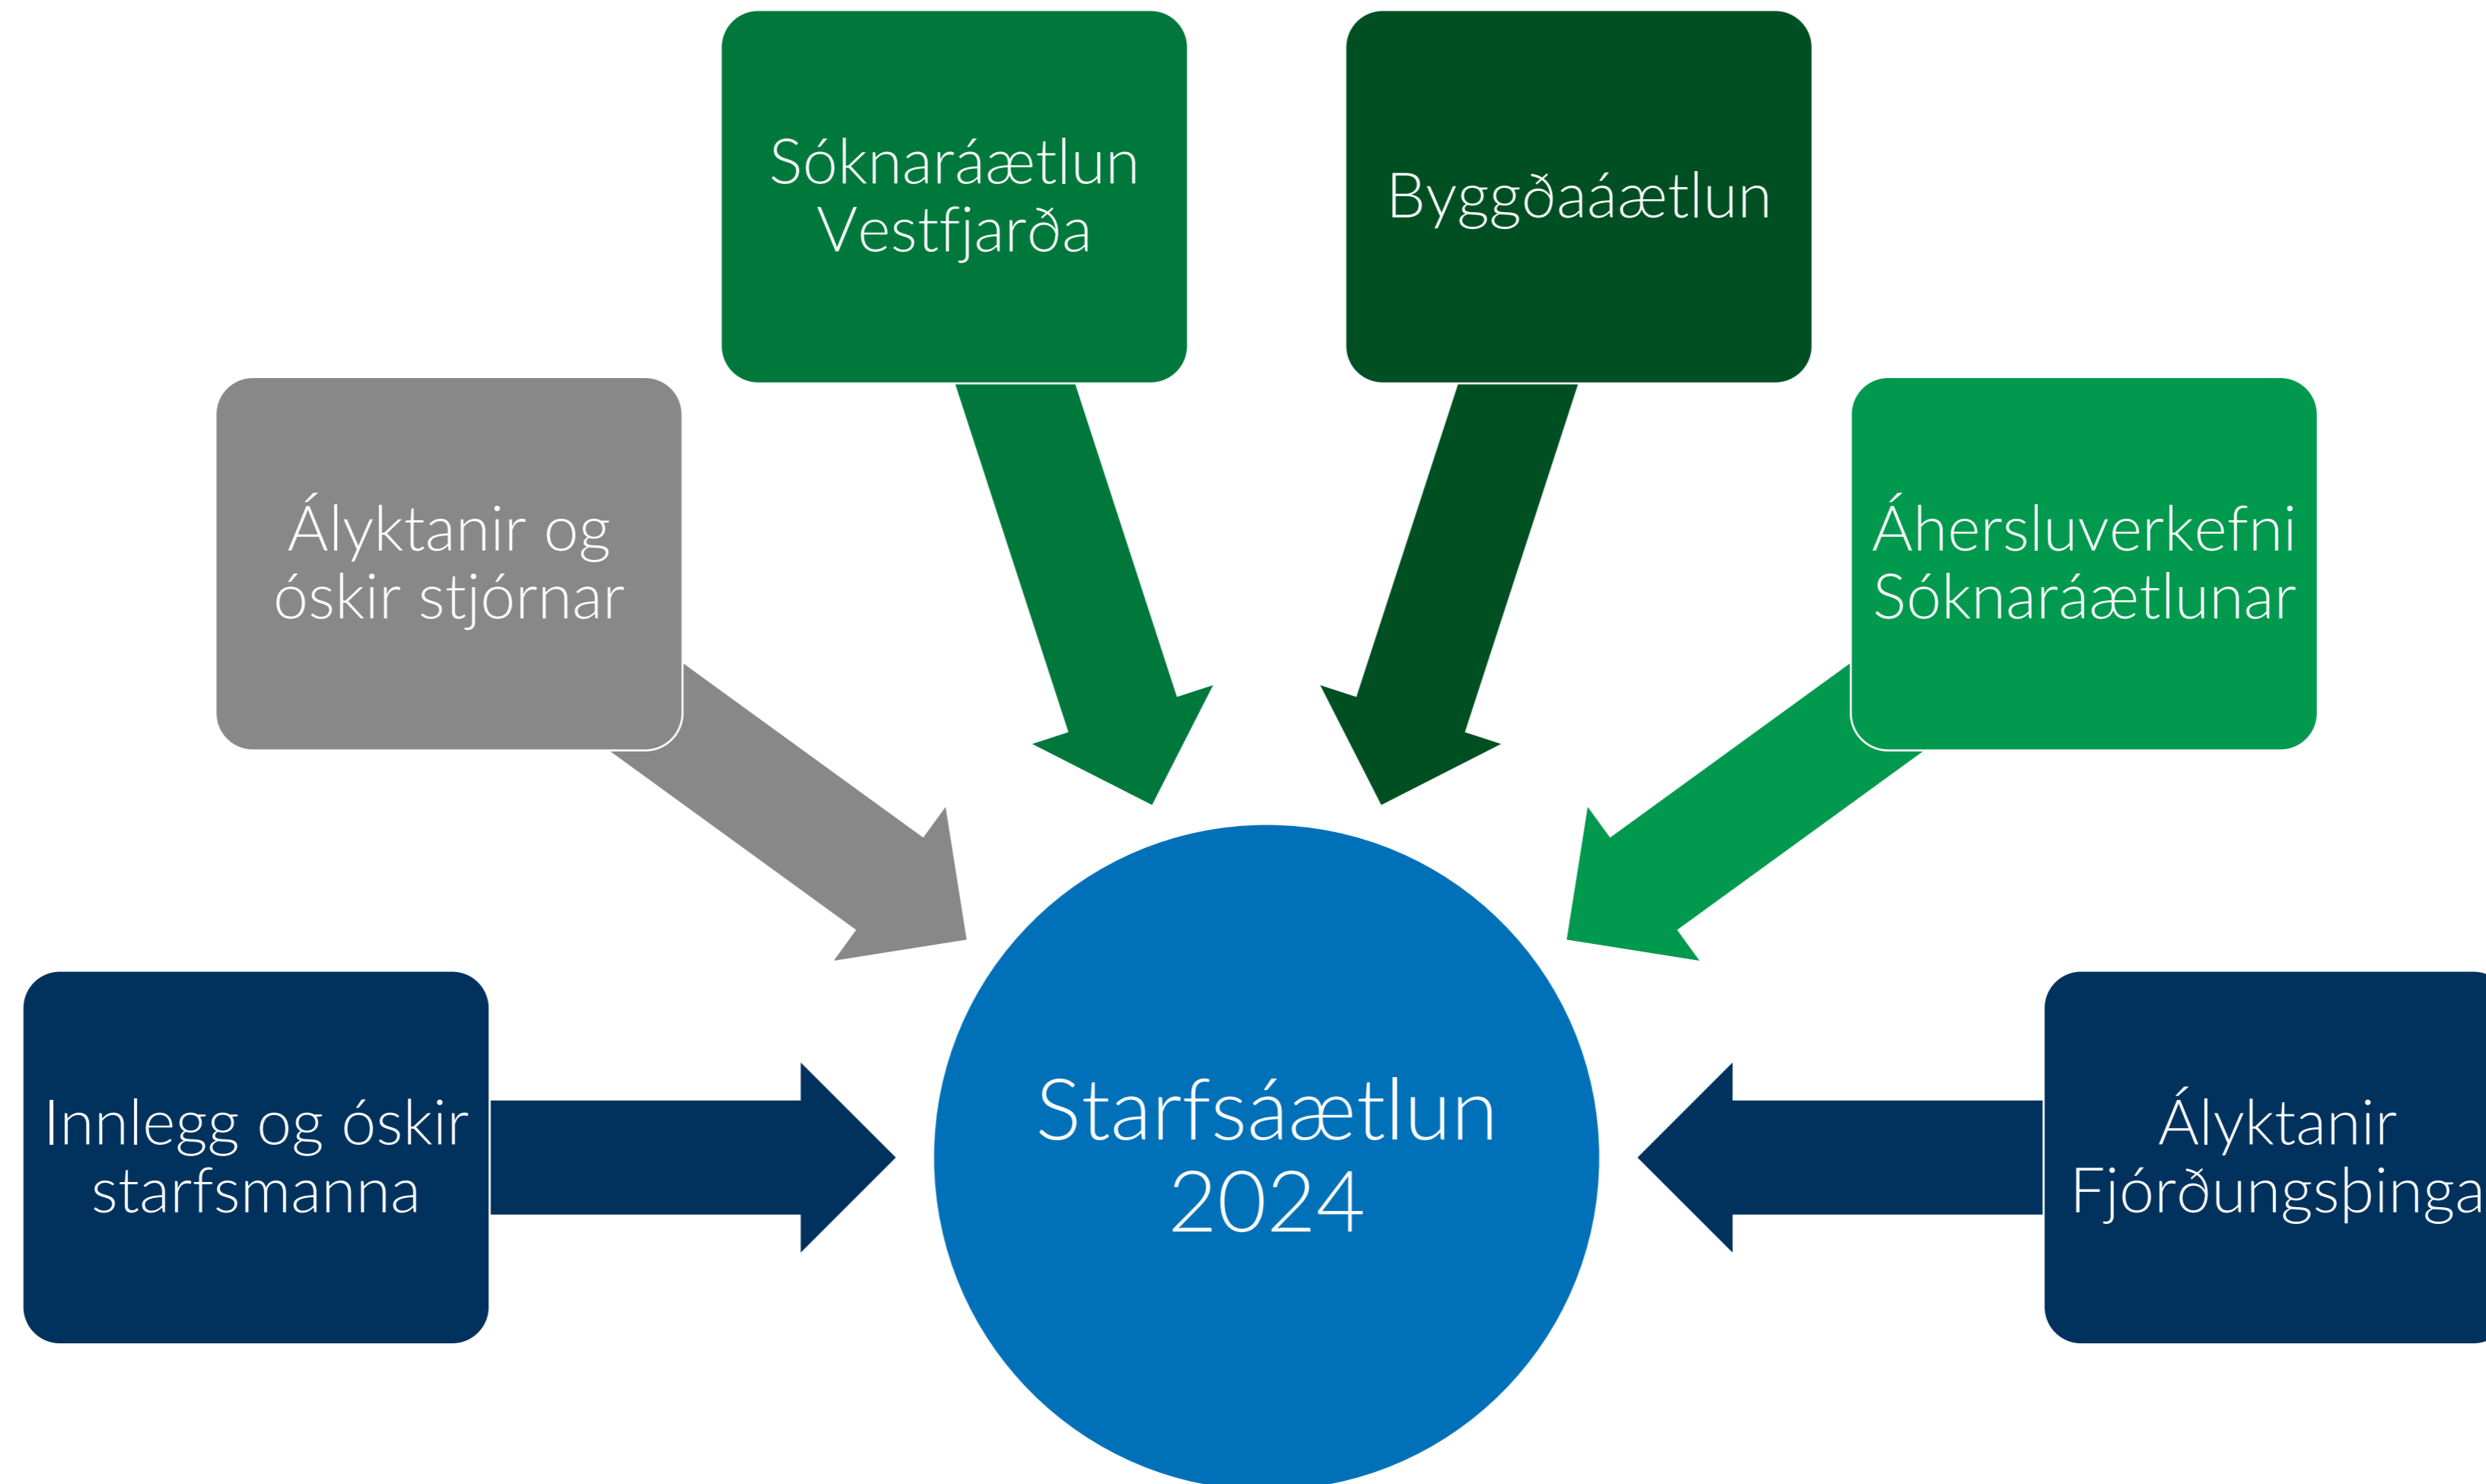 Sóknaráætlun
Vestfjarða
Byggðaáætlun
Ályktanir og
óskir stjórnar
Áhersluverkefni
Sóknaráætlunar
Innlegg og óskir
starfsmanna
Starfsáætlun
2024
Ályktanir
Fjórðungsþinga